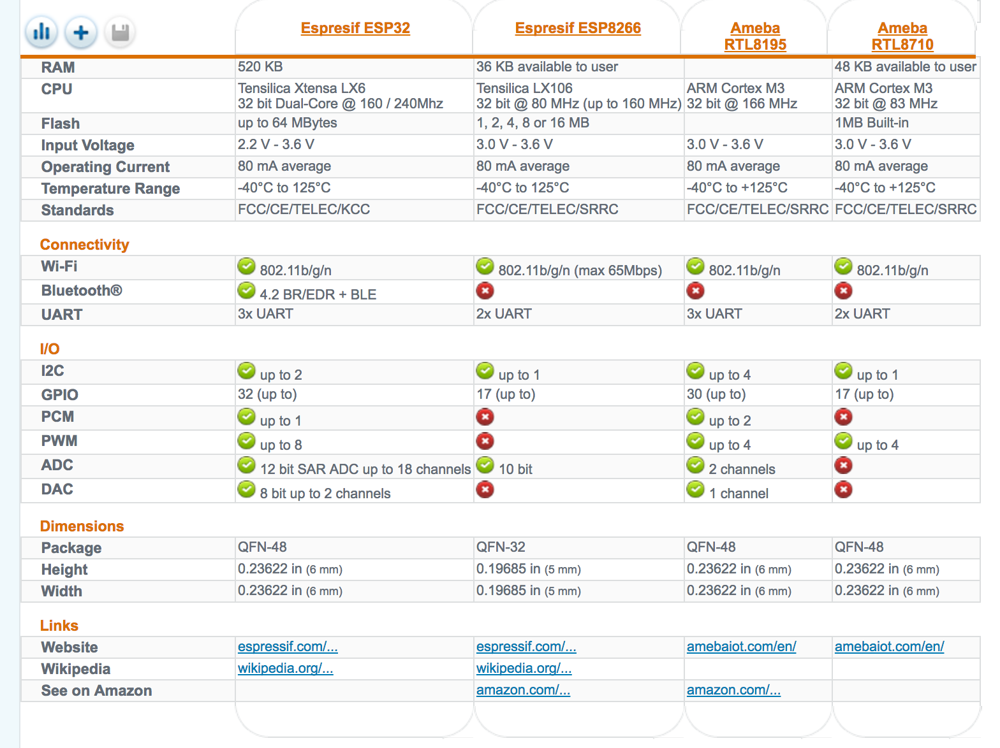 Espresif ESP32 Espresif ESP8266 Ameba RTL8195 Ameba RTL8710
RAM 520 KB 36 KB available to user 48 KB available to user
CPU Tensilica Xtensa LX6 Tensilica LX106 ARM Cortex M3 ARM Cortex M3
32 bit Dual-Core @ 160 / 240Mhz 32 bit @ 80 MHz (up to 160 MHz) 32 bit @ 166 MHz 32 bit @ 83 MHz
Flash up to 64 MBytes 1, 2, 4, 8 or 16 MB 1MB Built-in
Input Voltage 2.2 V - 3.6 V 3.0 V - 3.6 V 3.0 V - 3.6 V 3.0 V - 3.6 V
Operating Current 80 mA average 80 mA average 80 mA average 80 mA average
Temperature Range -40°C to 125°C -40°C to 125°C -40°C to +125°C -40°C to +125°C
Standards FCC/CE/TELEC/KCC FCC/CE/TELEC/SRRC FCC/CE/TELEC/SRRC FCC/CE/TELEC/SRRC
Connectivity
Wi-Fi 802.11b/g/n 802.11b/g/n (max 65Mbps) 802.11b/g/n 802.11b/g/n
Bluetooth® 4.2 BR/EDR + BLE
UART 3x UART 2x UART 3x UART 2x UART
I/O
I2C up to 2 up to 1 up to 4 up to 1
GPIO 32 (up to) 17 (up to) 30 (up to) 17 (up to)
PCM up to 1 up to 2
PWM up to 8 up to 4 up to 4
ADC 12 bit SAR ADC up to 18 channels 10 bit 2 channels
DAC 8 bit up to 2 channels 1 channel
Dimensions
Package QFN-48 QFN-32 QFN-48 QFN-48
Height 0.23622 in (6 mm) 0.19685 in (5 mm) 0.23622 in (6 mm) 0.23622 in (6 mm)
Width 0.23622 in (6 mm) 0.19685 in (5 mm) 0.23622 in (6 mm) 0.23622 in (6 mm)
Links
Website espressif.com/... espressif.com/... amebaiot.com/en/ amebaiot.com/en/
Wikipedia wikipedia.org/... wikipedia.org/...
See on Amazon amazon.com/... amazon.com/...